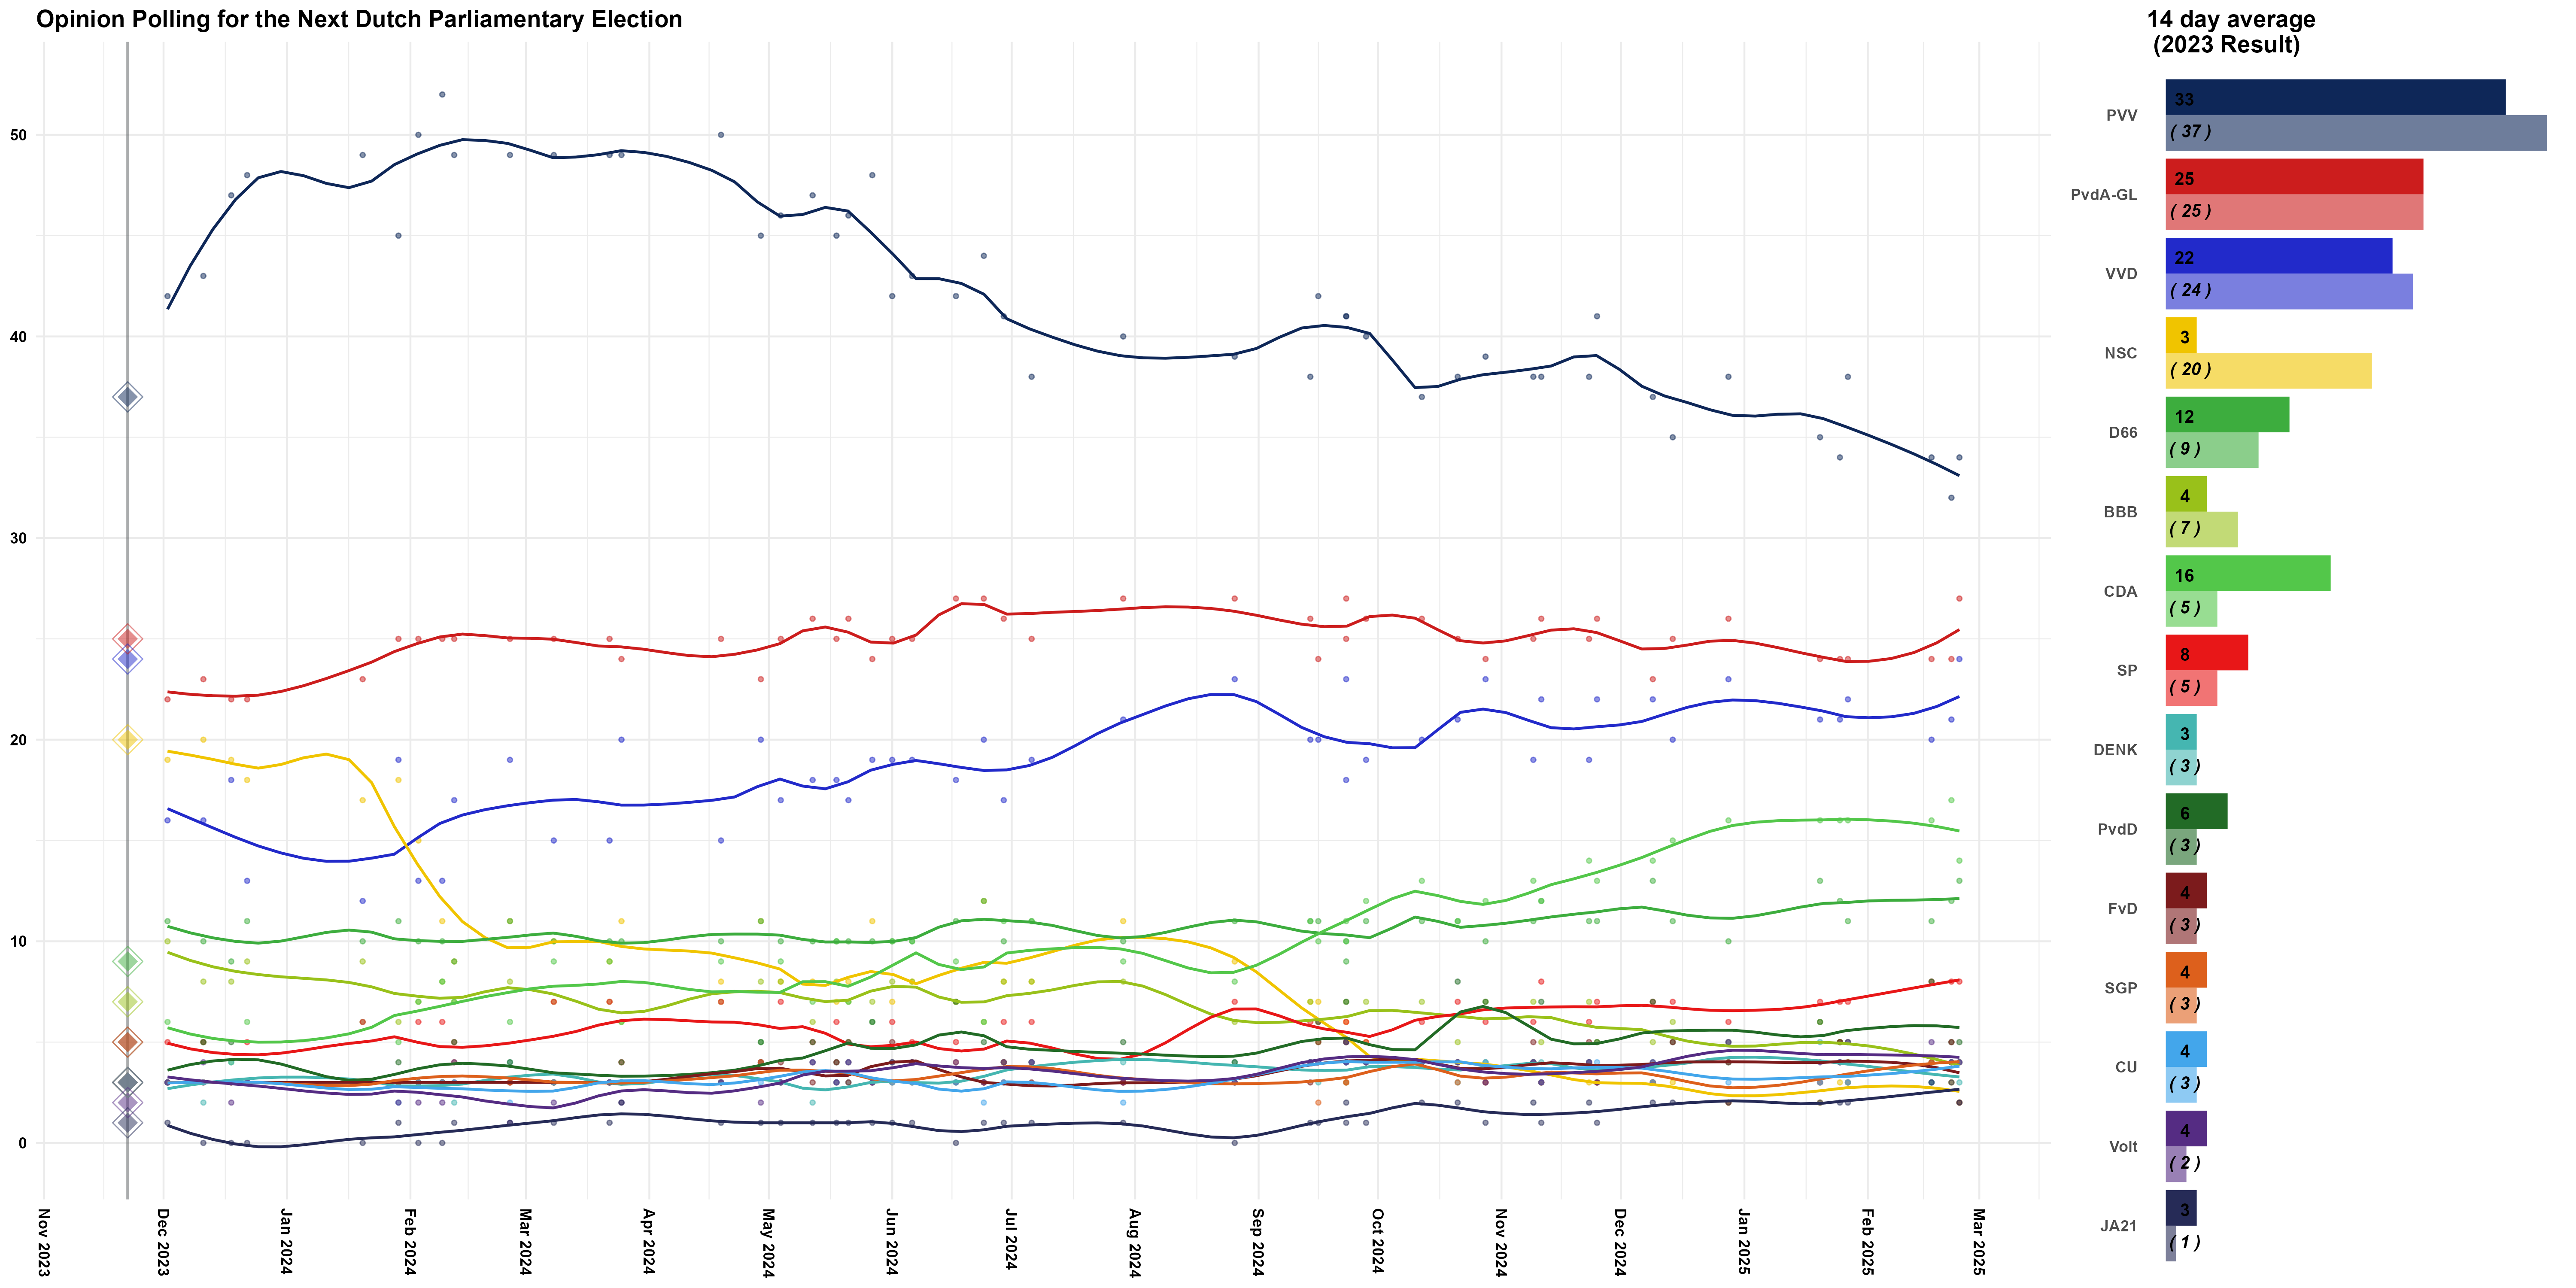 Opinion Polling for the Next Dutch Parliamentary Election
50
40
30
20
10
0
Nov 2023
Dec 2023
Jan 2024
Feb 2024
Mar 2024
Apr 2024
May 2024
Jun 2024
Jul 2024
Aug 2024
Sep 2024
Oct 2024
Nov 2024
Dec 2024
Jan 2025
Feb 2025
Mar 2025
14 day average
(2023 Result)
PVV
33
( 37 )
PvdA-GL
25
( 25 )
VVD
22
( 24 )
NSC
3
( 20 )
D66
12
( 9 )
BBB
4
( 7 )
CDA
16
( 5 )
SP
8
( 5 )
DENK
3
( 3 )
PvdD
6
( 3 )
FvD
4
( 3 )
SGP
4
( 3 )
CU
4
( 3 )
Volt
4
( 2 )
JA21
3
( 1 )